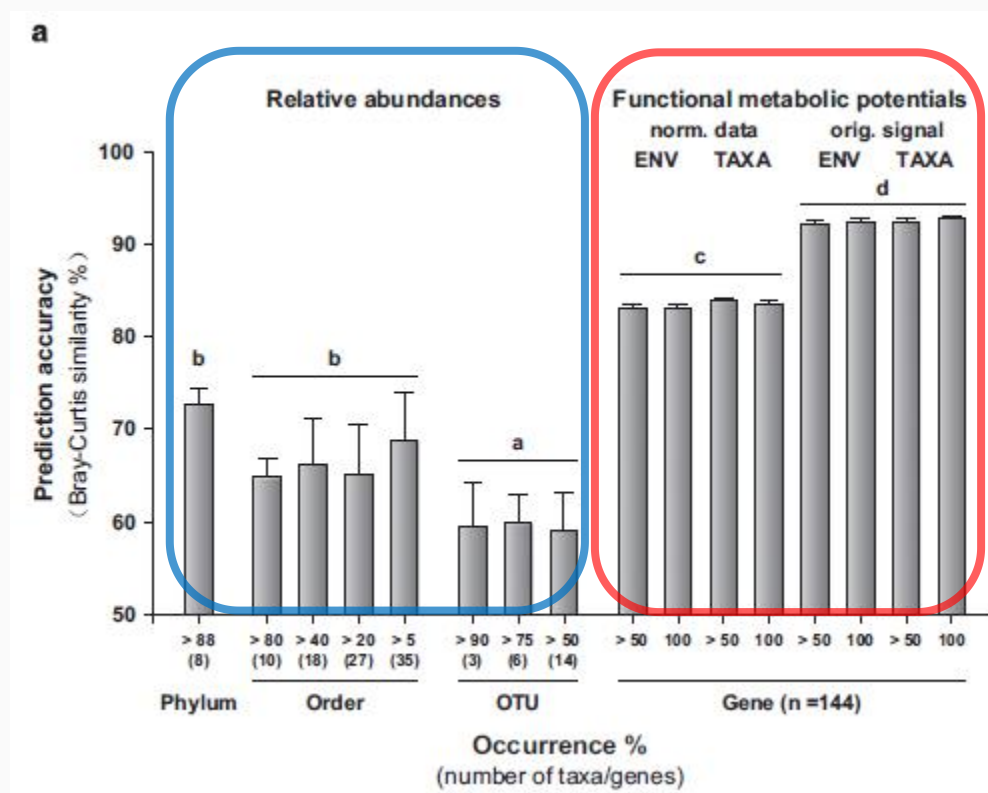 a
Relative abundances
Functional metabolic potentials
norm. data orig. signal
ENV TAXA ENV TAXA
100
90
80
70
60
50
Prediction accuracy
(Bray-Curtis similarity %)
b
b
a
c
d
> 88 > 80 > 40 > 20 > 5 > 90 > 75 > 50 > 50 100 > 50 100 > 50 100 > 50 100
(8) (10) (18) (27) (35) (3) (6) (14)
Phylum Order OTU Gene (n =144)
Occurrence %
(number of taxa/genes)